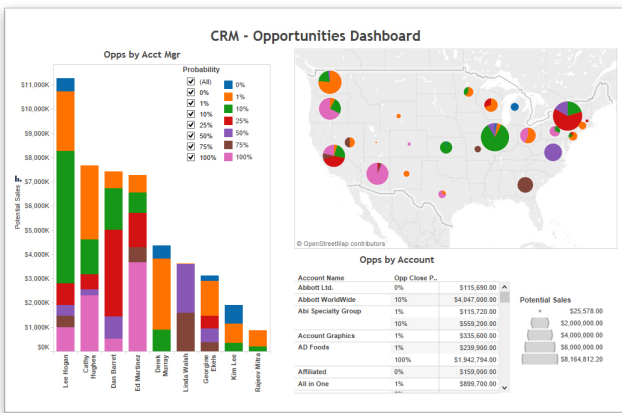 CRM - Opportunities Dashboard
Opps by Acct Mgr
Probability
(All)
0%
1%
10%
25%
50%
75%
100%
0%
1%
10%
25%
50%
75%
100%
Potential Sales
$11,000K
$10,000K
$9,000K
$8,000K
$7,000K
$6,000K
$5,000K
$4,000K
$3,000K
$2,000K
$1,000K
$0K
Lee Hogan
Cathy
Hughes
Dan Barret
Ed Martinez
Derek
Murray
Linda Walsh
Georgine
Ekels
Kim Lee
Rajeev Mitra
© OpenStreetMap contributors
Opps by Account
Account Name Opp Close P..
Abbott Ltd. 0% $115,690.00
Abbott WorldWide 10% $4,047,000.00
Abi Specialty Group 1% $115,720.00
10% $559,200.00
Account Graphics 1% $335,600.00
AD Foods 1% $239,900.00
100% $1,942,794.00
Affiliated 0% $159,000.00
All in One 1% $899,700.00
Potential Sales
$25,578.00
$2,000,000.00
$4,000,000.00
$6,000,000.00
$8,164,812.20